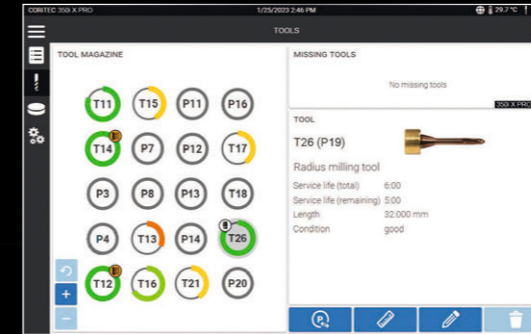 CORiTEC 350i X PRO
1/25/2023 2:46 PM
29.7 °C
TOOLS
TOOL MAGAZINE
T11 T15 P11 P16
T14 P7 P12 T17
P3 P8 P13 T18
P4 T13 P14 T26
T12 T16 T21 P20
+
−
MISSING TOOLS
No missing tools
350i X PRO
TOOL
T26 (P19)
Radius milling tool
Service life (total) 6:00
Service life (remaining) 5:00
Length 32.000 mm
Condition good